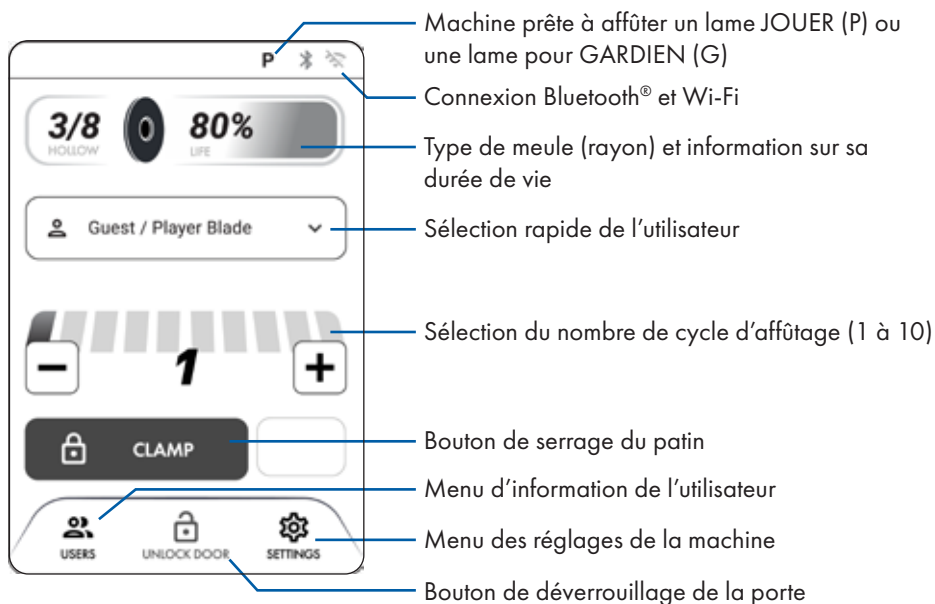 Machine prête à affûter un lame JOUER (P) ou
une lame pour GARDIEN (G)
P
Connexion Bluetooth® et Wi-Fi
3/8
HOLLOW
80%
LIFE
Type de meule (rayon) et information sur sa
durée de vie
Guest / Player Blade
Sélection rapide de l'utilisateur
Sélection du nombre de cycle d'affûtage (1 à 10)
1
CLAMP
Bouton de serrage du patin
Menu d'information de l'utilisateur
USERS
UNLOCK DOOR
SETTINGS
Menu des réglages de la machine
Bouton de déverrouillage de la porte